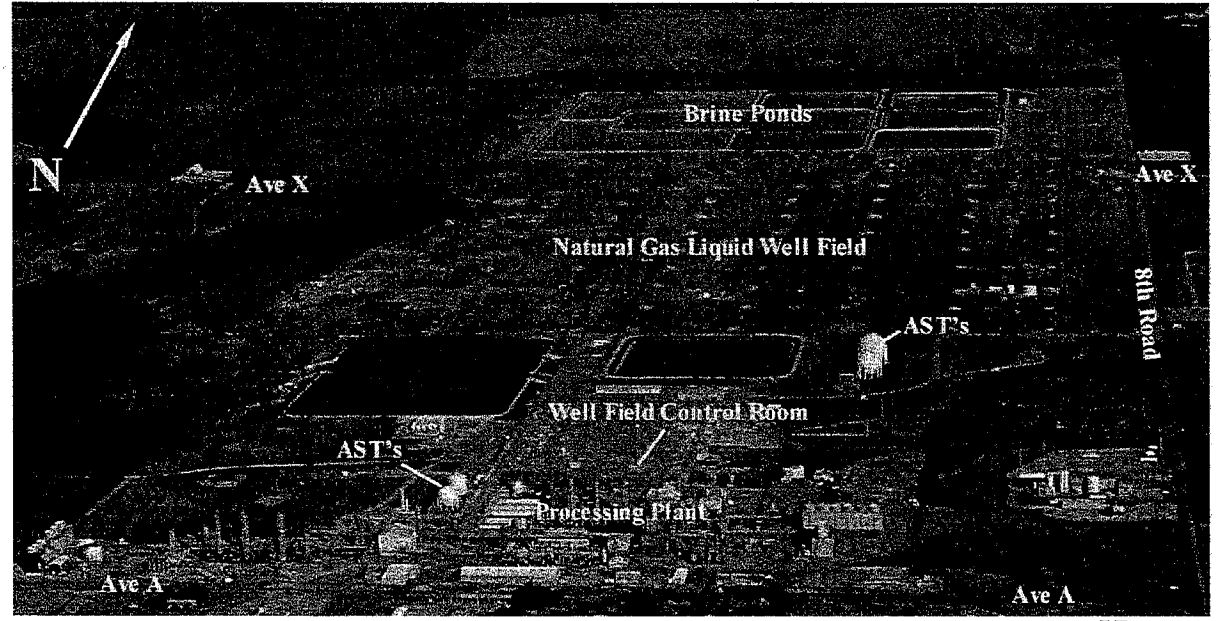 Brine Ponds
N
Ave X
Ave X
Natural Gas Liquid Well Field
8th Road
AST's
Well Field Control Room
AST's
Processing Plant
Ave A
Ave A